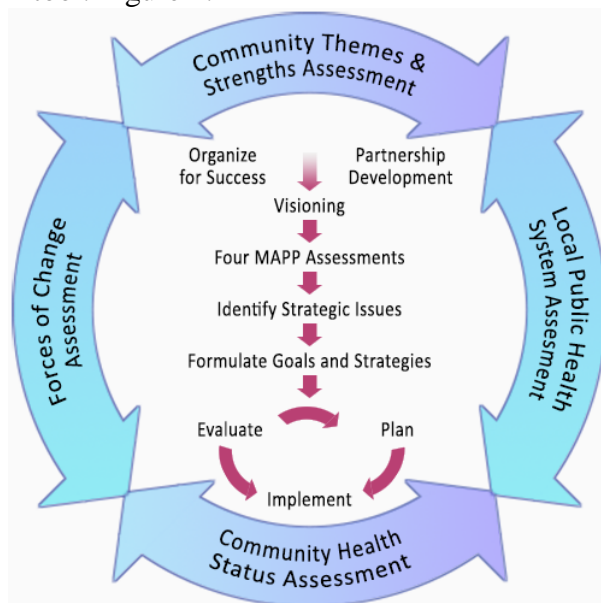 Community Themes &
Strengths Assessment
Organize
for Success
Partnership
Development
Visioning
Four MAPP Assessments
Identify Strategic Issues
Formulate Goals and Strategies
Evaluate
Plan
Implement
Forces of Change
Assessment
Local Public Health
System Assessment
Community Health
Status Assessment